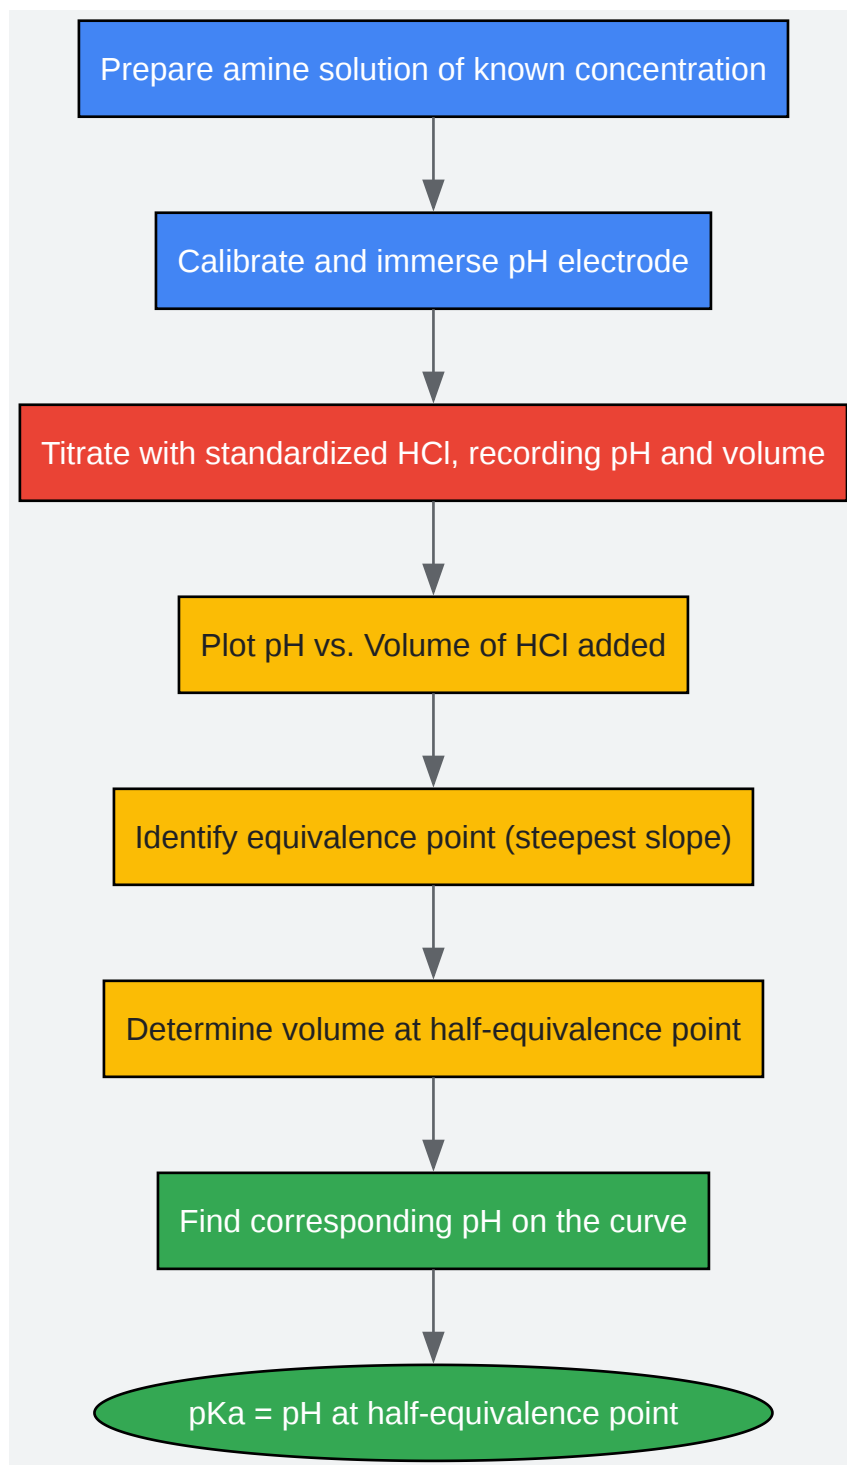 Prepare amine solution of known concentration
Calibrate and immerse pH electrode
Titrate with standardized HCl, recording pH and volume
Plot pH vs. Volume of HCl added
Identify equivalence point (steepest slope)
Determine volume at half-equivalence point
Find corresponding pH on the curve
pKa = pH at half-equivalence point